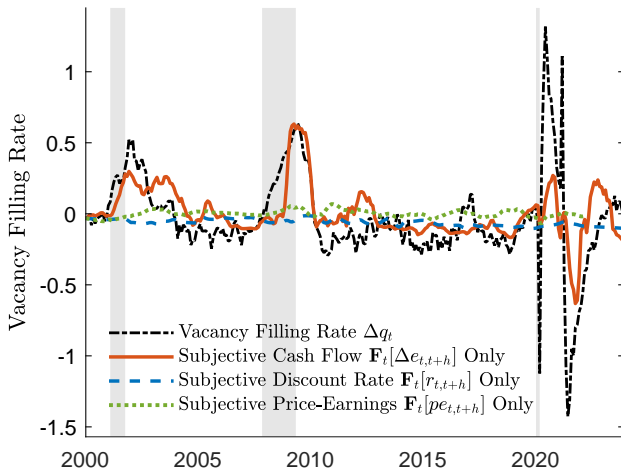 Vacancy Filling Rate
1
0.5
0
-0.5
-1
-1.5
Vacancy Filling Rate Δq_t
Subjective Cash Flow F_t[Δe_{t,t+h}] Only
Subjective Discount Rate F_t[r_{t,t+h}] Only
Subjective Price-Earnings F_t[pe_{t,t+h}] Only
2000 2005 2010 2015 2020